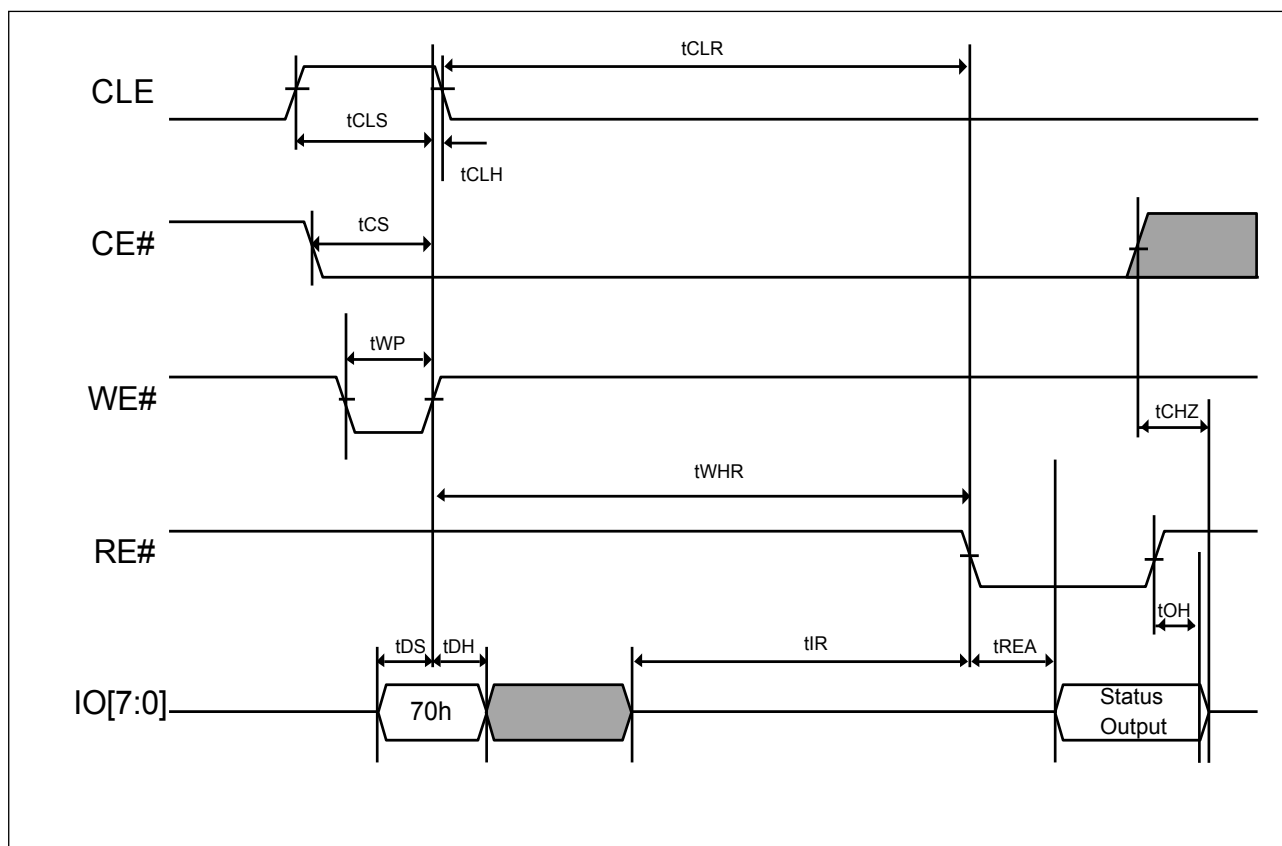 tCLR
CLE
tCLS
tCLH
tCS
CE#
tWP
WE#
tCHZ
tWHR
RE#
tOH
tDS
tDH
tIR
tREA
IO[7:0]
70h
Status
Output